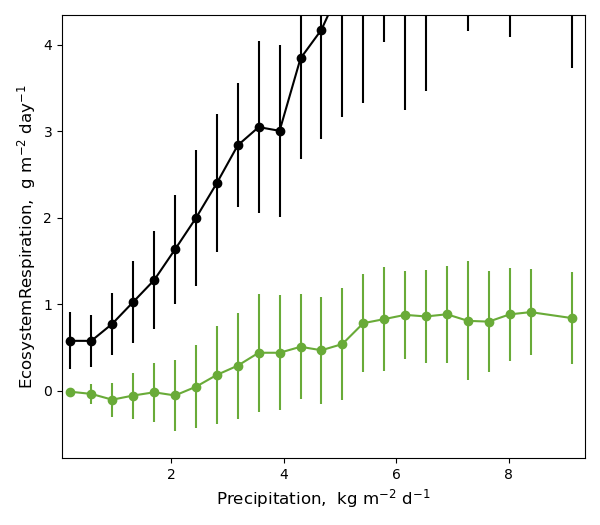 4
3
2
1
0
EcosystemRespiration, g m⁻² day⁻¹
2 4 6 8
Precipitation, kg m⁻² d⁻¹